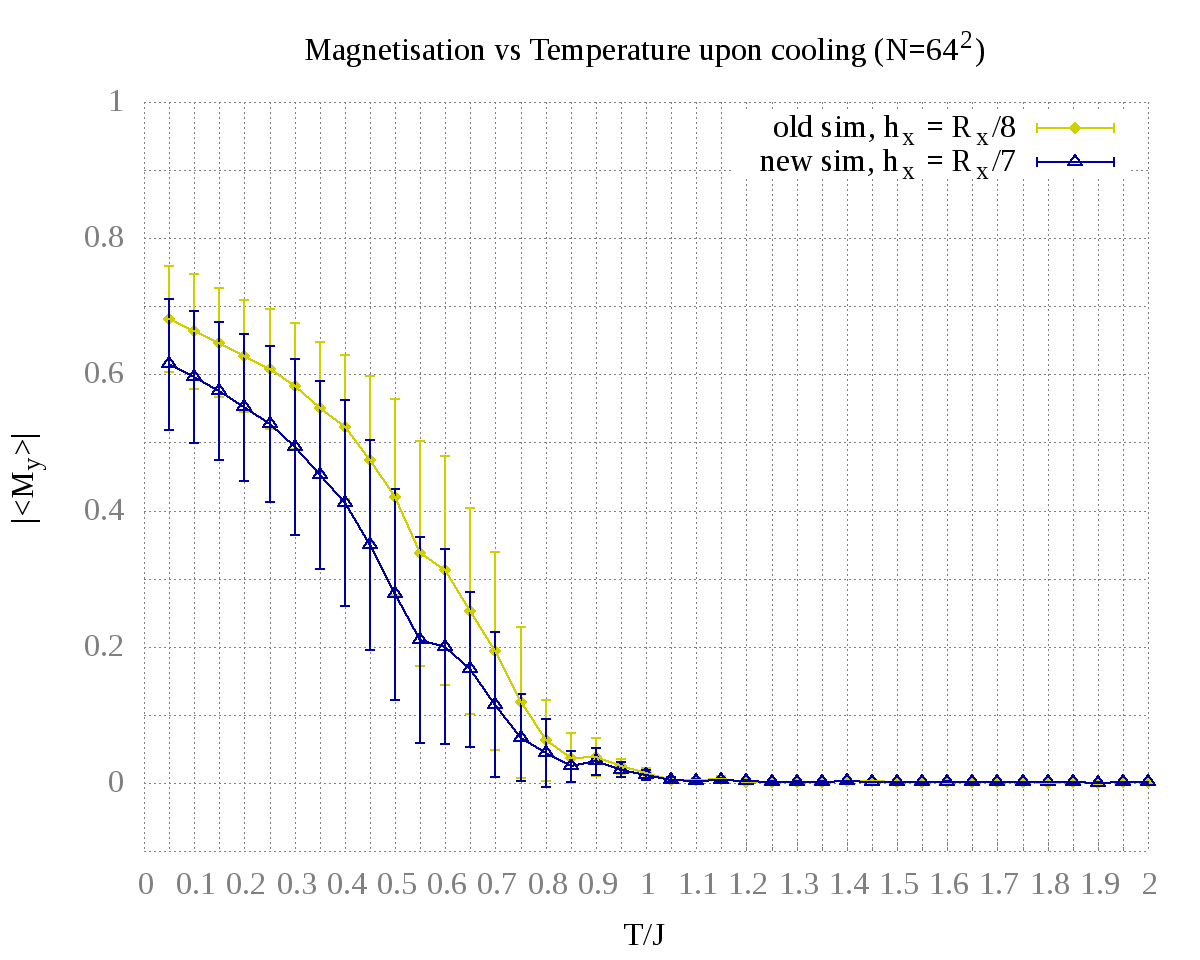 Magnetisation vs Temperature upon cooling (N=64²)
old sim, hₓ = Rₓ/8
new sim, hₓ = Rₓ/7
1
0.8
0.6
0.4
0.2
0
|<M_y>|
0 0.1 0.2 0.3 0.4 0.5 0.6 0.7 0.8 0.9 1 1.1 1.2 1.3 1.4 1.5 1.6 1.7 1.8 1.9 2
T/J